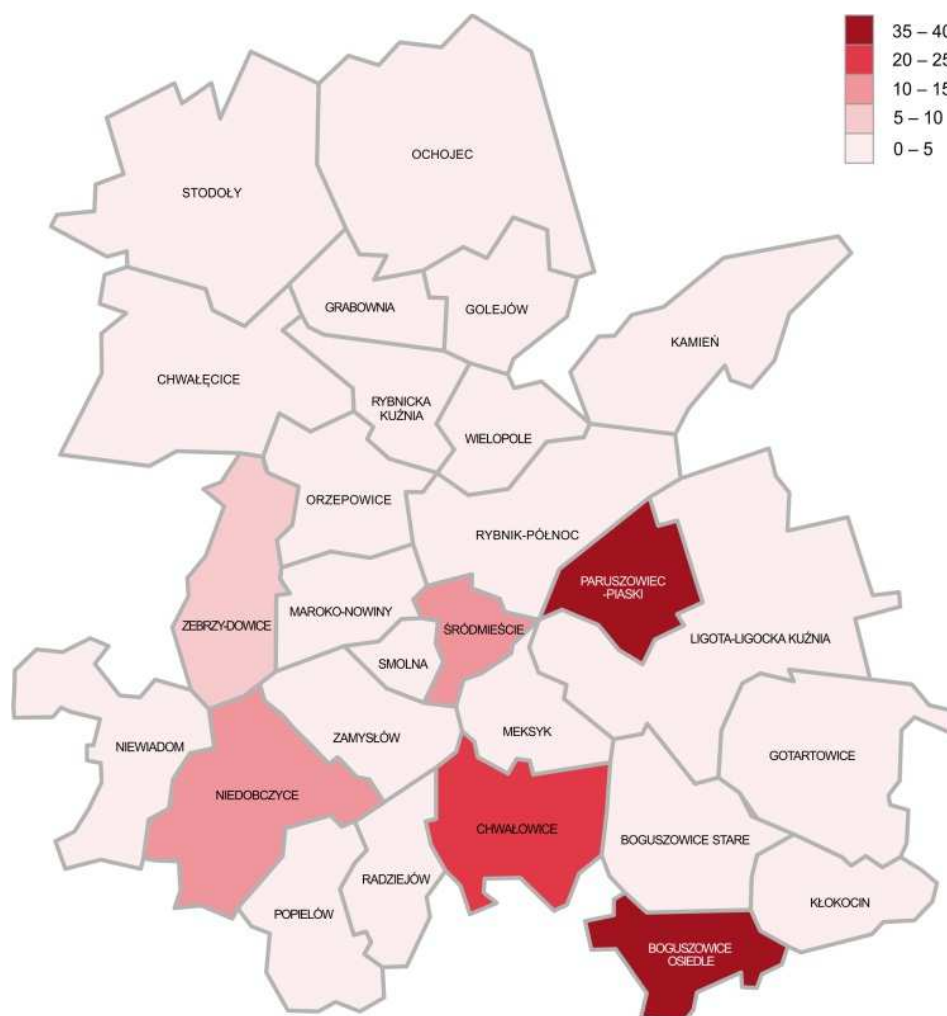 35 – 40
20 – 25
10 – 15
5 – 10
0 – 5
OCHOJEC
STODOŁY
GRABOWNIA
GOLEJÓW
KAMIEŃ
CHWAŁĘCICE
RYBNICKA
KUŹNIA
WIELOPOLE
ORZEPOWICE
RYBNIK-PÓŁNOC
PARUSZOWIEC
-PIASKI
MAROKO-NOWINY
ZEBRZY-DOWICE
ŚRÓDMIEŚCIE
LIGOTA-LIGOCKA KUŹNIA
SMOLNA
ZAMYSŁÓW
MEKSYK
NIEWIADOM
GOTARTOWICE
NIEDOBCZYCE
CHWAŁOWICE
BOGUSZOWICE STARE
RADZIEJÓW
KŁOKOCIN
POPIELÓW
BOGUSZOWICE
OSIEDLE